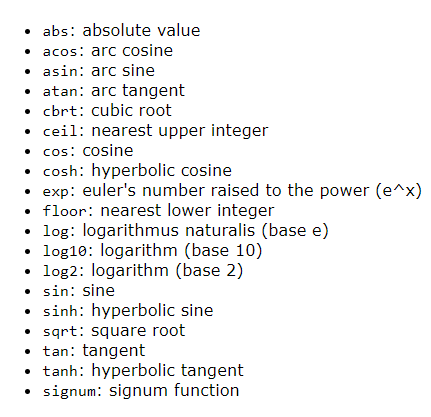 • abs: absolute value
• acos: arc cosine
• asin: arc sine
• atan: arc tangent
• cbrt: cubic root
• ceil: nearest upper integer
• cos: cosine
• cosh: hyperbolic cosine
• exp: euler's number raised to the power (e^x)
• floor: nearest lower integer
• log: logarithmus naturalis (base e)
• log10: logarithm (base 10)
• log2: logarithm (base 2)
• sin: sine
• sinh: hyperbolic sine
• sqrt: square root
• tan: tangent
• tanh: hyperbolic tangent
• signum: signum function